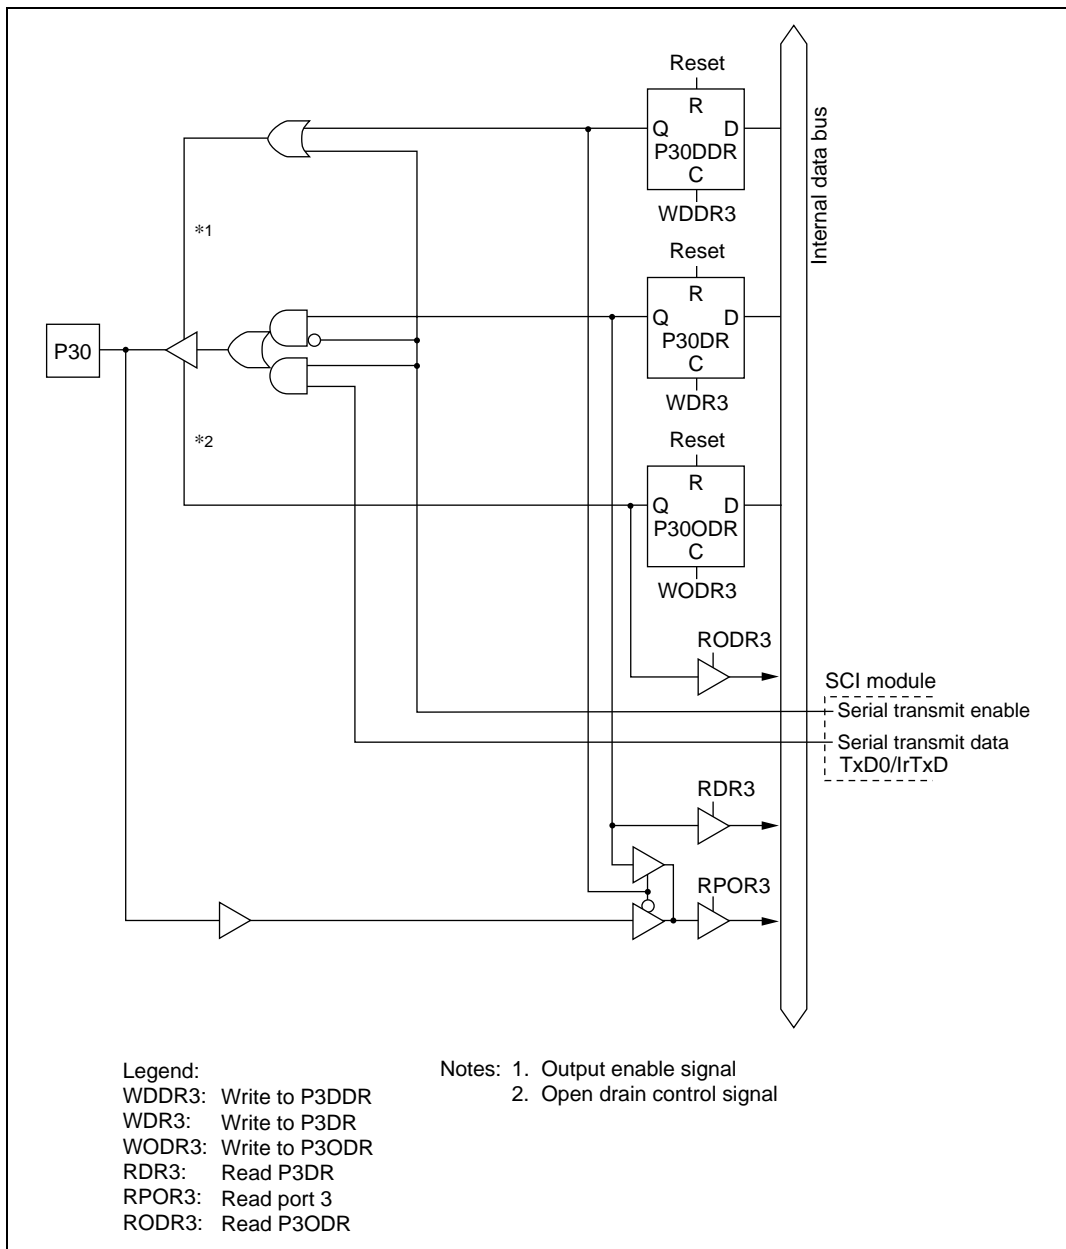 Reset
R
Q D
P30DDR
C
WDDR3
Internal data bus
*1
Reset
R
Q D
P30DR
C
WDR3
P30
*2
Reset
R
Q D
P30ODR
C
WODR3
RODR3
SCI module
Serial transmit enable
Serial transmit data
TxD0/IrTxD
RDR3
RPOR3
Legend:
WDDR3: Write to P3DDR
WDR3: Write to P3DR
WODR3: Write to P3ODR
RDR3: Read P3DR
RPOR3: Read port 3
RODR3: Read P3ODR
Notes: 1. Output enable signal
2. Open drain control signal